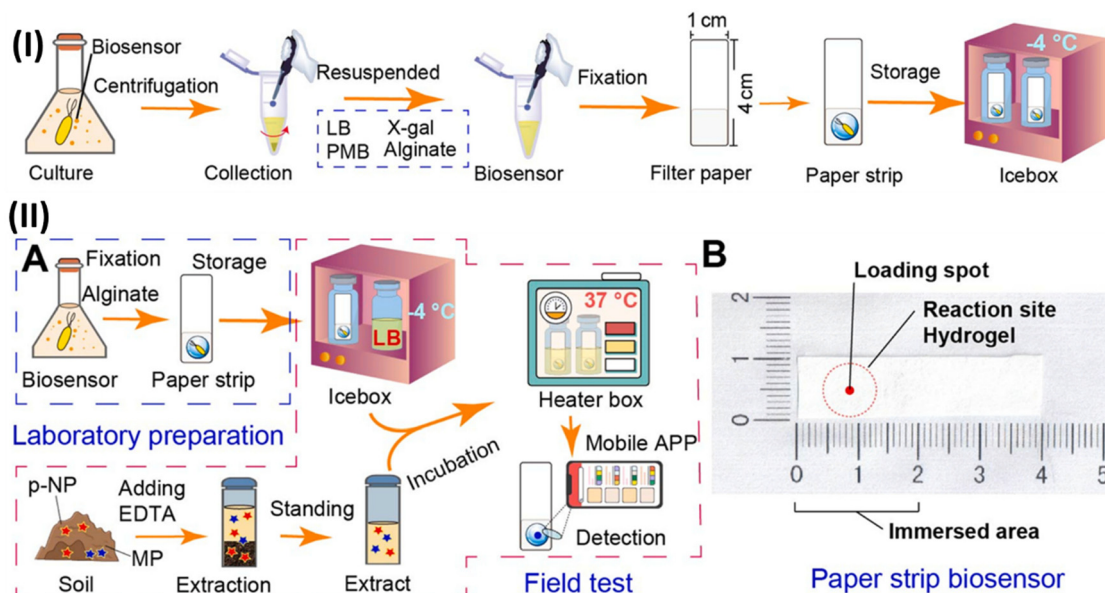 (I)
Biosensor
Centrifugation
Culture
Collection
Resuspended
LB X-gal
PMB Alginate
Biosensor
Fixation
1 cm
4 cm
Filter paper
Paper strip
Storage
-4 °C
Icebox
(II)
A
Fixation
Alginate
Storage
Biosensor
Paper strip
Laboratory preparation
-4 °C
LB
Icebox
37 °C
Heater box
Incubation
Mobile APP
Detection
p-NP
MP
Soil
Adding
EDTA
Extraction
Standing
Extract
Field test
B
Loading spot
Reaction site
Hydrogel
2
1
0
0 1 2 3 4 5
Immersed area
Paper strip biosensor